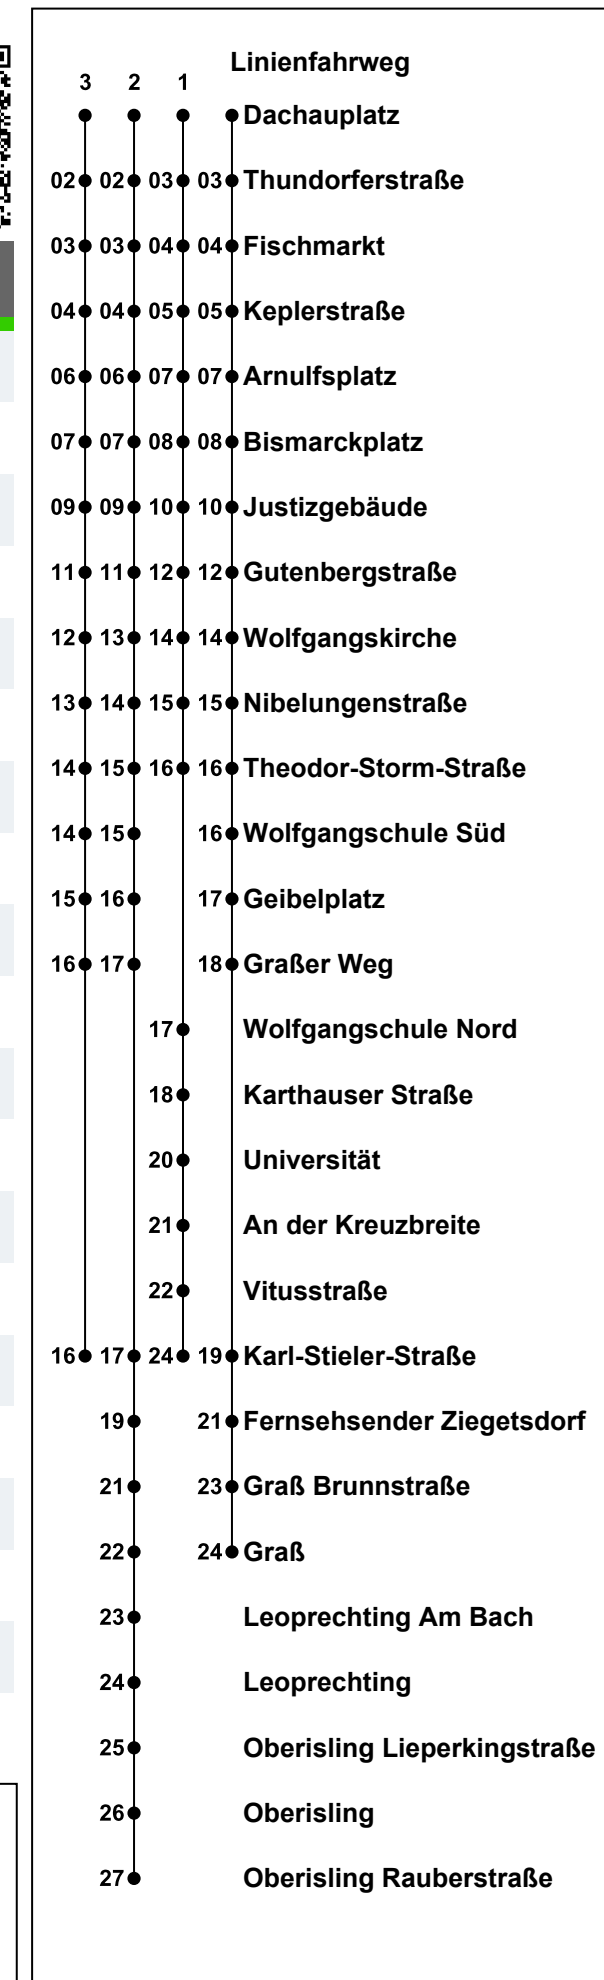 Linienfahrweg
3 2 1
Dachauplatz
02 02 03 03 Thundorferstraße
03 03 04 04 Fischmarkt
04 04 05 05 Keplerstraße
06 06 07 07 Arnulfsplatz
07 07 08 08 Bismarckplatz
09 09 10 10 Justizgebäude
11 11 12 12 Gutenbergstraße
12 13 14 14 Wolfgangskirche
13 14 15 15 Nibelungenstraße
14 15 16 16 Theodor-Storm-Straße
14 15 16 Wolfgangschule Süd
15 16 17 Geibelplatz
16 17 18 Graßer Weg
17 Wolfgangschule Nord
18 Karthauser Straße
20 Universität
21 An der Kreuzbreite
22 Vitusstraße
16 17 24 19 Karl-Stieler-Straße
19 21 Fernsehsender Ziegetsdorf
21 23 Graß Brunnstraße
22 24 Graß
23 Leoprechting Am Bach
24 Leoprechting
25 Oberisling Lieperkingstraße
26 Oberisling
27 Oberisling Rauberstraße